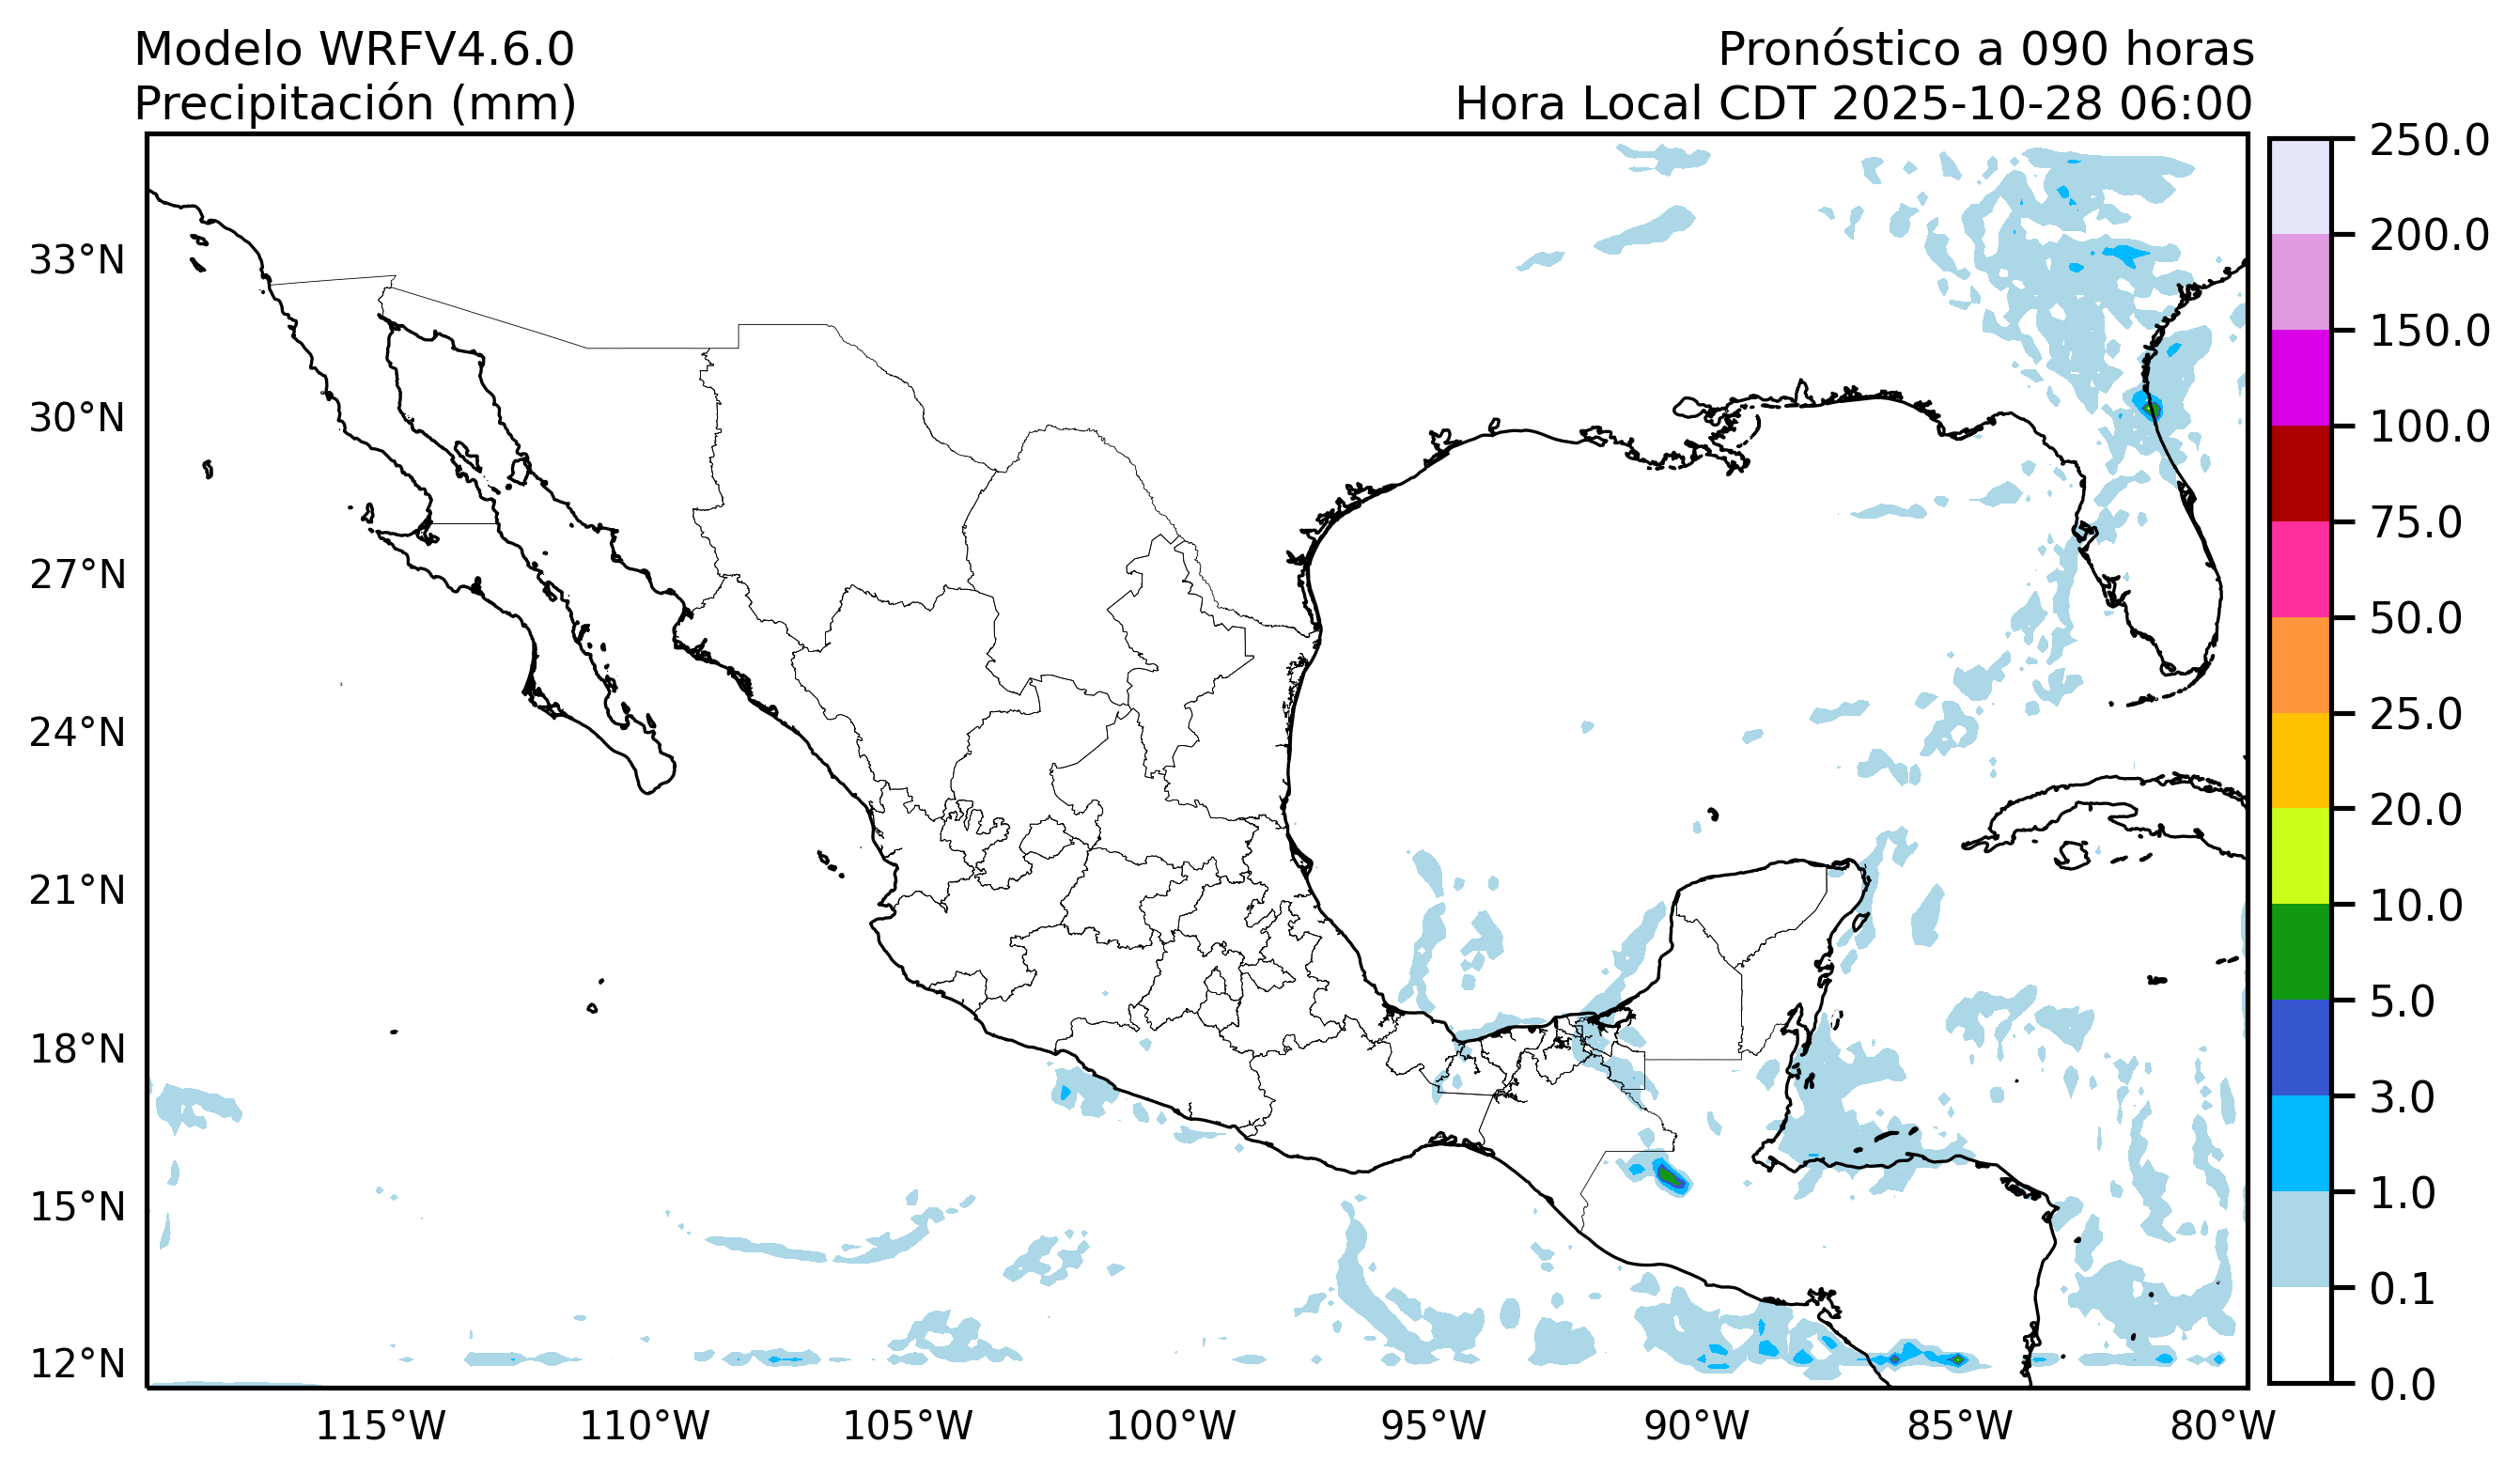 Modelo WRFV4.6.0
Precipitación (mm)
Pronóstico a 090 horas
Hora Local CDT 2025-10-28 06:00
33°N
30°N
27°N
24°N
21°N
18°N
15°N
12°N
115°W
110°W
105°W
100°W
95°W
90°W
85°W
80°W
250.0
200.0
150.0
100.0
75.0
50.0
25.0
20.0
10.0
5.0
3.0
1.0
0.1
0.0